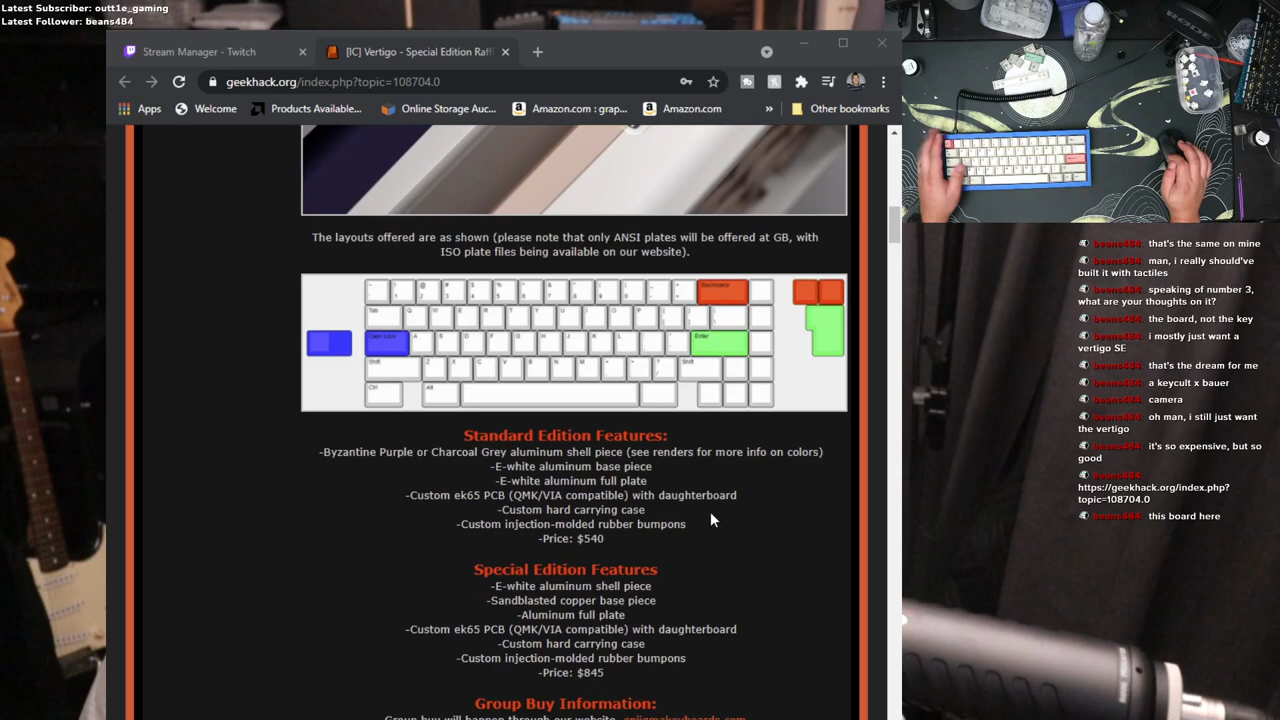 Latest Subscriber: outt1e_gaming
Latest Follower: beans484
Stream Manager - Twitch
[IC] Vertigo - Special Edition Raff
geekhack.org/index.php?topic=108704.0
Apps
Welcome
Products Available...
Online Storage Auc...
Amazon.com : grap...
Amazon.com
»
Other bookmarks
The layouts offered are as shown (please note that only ANSI plates will be offered at GB, with
ISO plate files being available on our website).
Backspace
Tab
Caps Lock
Enter
Shift
Shift
Ctrl
Alt
Standard Edition Features:
-Byzantine Purple or Charcoal Grey aluminum shell piece (see renders for more info on colors)
-E-white aluminum base piece
-E-white aluminum full plate
-Custom ek65 PCB (QMK/VIA compatible) with daughterboard
-Custom hard carrying case
-Custom injection-molded rubber bumpons
-Price: $540
Special Edition Features
-E-white aluminum shell piece
-Sandblasted copper base piece
-Aluminum full plate
-Custom ek65 PCB (QMK/VIA compatible) with daughterboard
-Custom hard carrying case
-Custom injection-molded rubber bumpons
-Price: $845
Group Buy Information:
beans484: that's the same on mine
beans484: man, i really should've
built it with tactiles
beans484: speaking of number 3,
what are your thoughts on it?
beans484: the board, not the key
beans484: i mostly just want a
vertigo SE
beans484: that's the dream for me
beans484: a keycult x bauer
beans484: camera
beans484: oh man, i still just want
the vertigo
beans484: it's so expensive, but so
good
beans484:
https://geekhack.org/index.php?
topic=108704.0
beans484: this board here